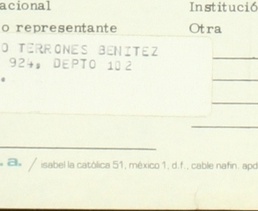 acional Institució
o representante Otra
O TERRONES BENITEZ
924, DEPTO 102
a. / isabel la católica 51, méxico 1, d.f., cable nafin. apd